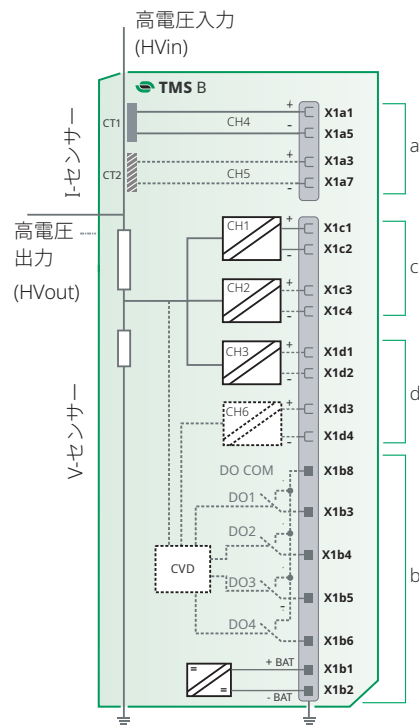 高電圧入力
(HVin)
TMS B
I-センサー
CT1
CH4
+
-
X1a1
X1a5
a
CT2
CH5
+
-
X1a3
X1a7
高電圧
出力
(HVout)
CH1
+
-
X1c1
X1c2
c
CH2
+
-
X1c3
X1c4
CH3
+
-
X1d1
X1d2
d
CH6
+
-
X1d3
X1d4
V-センサー
DO COM
X1b8
b
DO1
X1b3
DO2
X1b4
CVD
DO3
-
X1b5
DO4
X1b6
+ BAT
X1b1
=
=
- BAT
X1b2